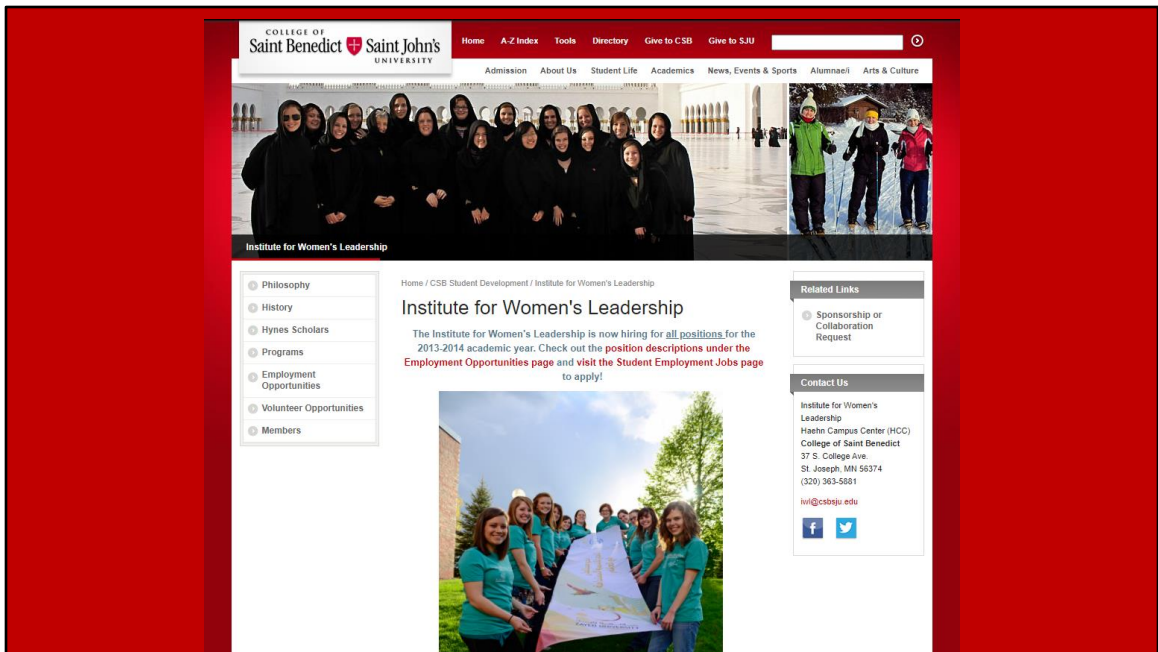 COLLEGE OF
Saint Benedict Saint John's
UNIVERSITY
Home A-Z Index Tools Directory Give to CSB Give to SJU
Admission About Us Student Life Academics News, Events & Sports Alumnae/i Arts & Culture
Institute for Women's Leadership
Philosophy
History
Hynes Scholars
Programs
Employment
Opportunities
Volunteer Opportunities
Members
Home / CSB Student Development / Institute for Women's Leadership
Institute for Women's Leadership
The Institute for Women's Leadership is now hiring for all positions for the
2013-2014 academic year. Check out the position descriptions under the
Employment Opportunities page and visit the Student Employment Jobs page
to apply!
Related Links
Sponsorship or
Collaboration
Request
Contact Us
Institute for Women's
Leadership
Haehn Campus Center (HCC)
College of Saint Benedict
37 S. College Ave.
St. Joseph, MN 56374
(320) 363-5881
iwl@csbsju.edu